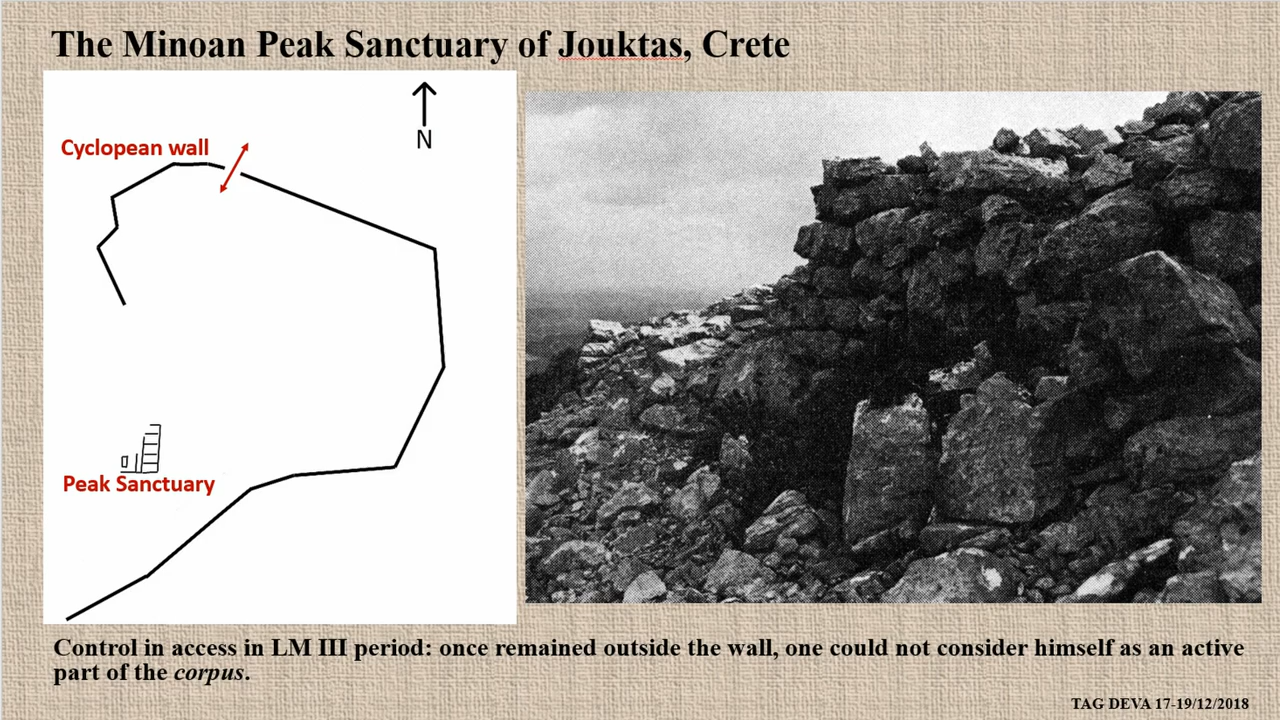 The Minoan Peak Sanctuary of Jouktas, Crete
N
Cyclopean wall
Peak Sanctuary
Control in access in LM III period: once remained outside the wall, one could not consider himself as an active
part of the corpus.
TAG DEVA 17-19/12/2018